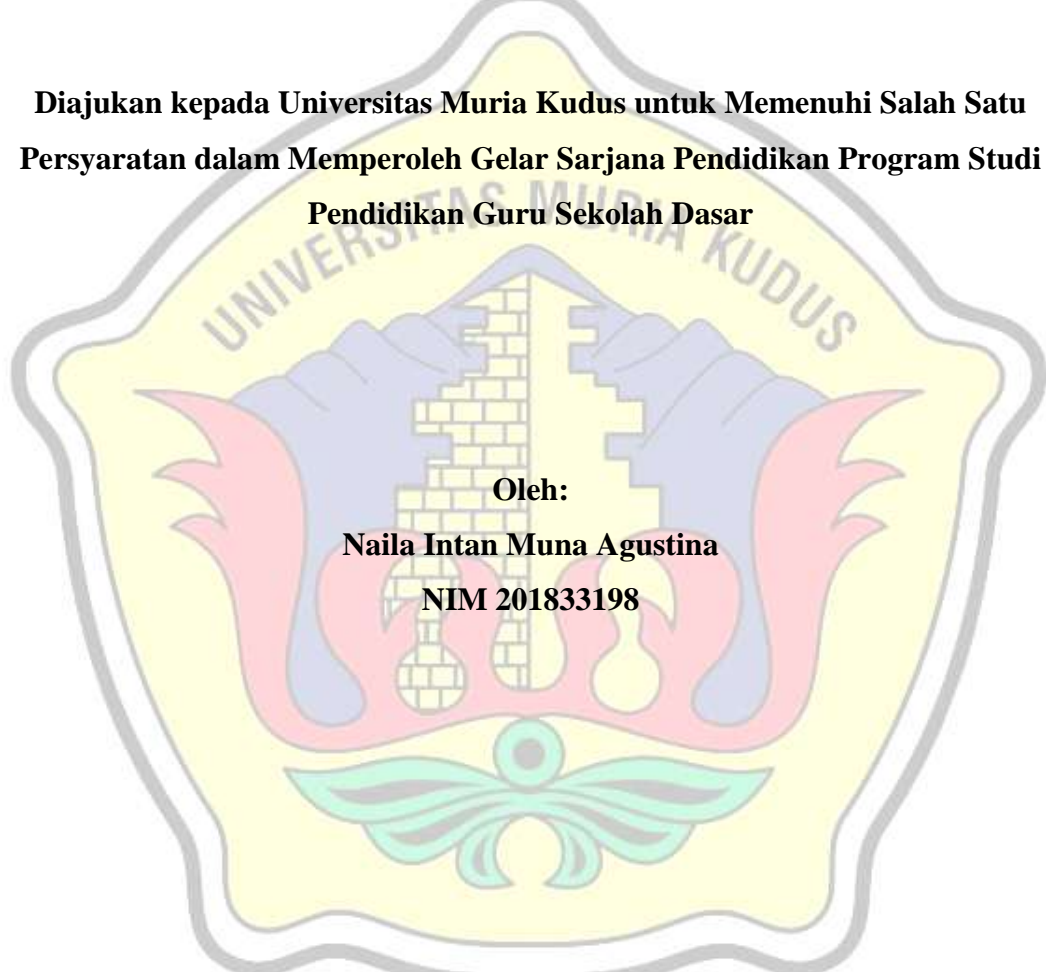 Diajukan kepada Universitas Muria Kudus untuk Memenuhi Salah Satu
Persyaratan dalam Memperoleh Gelar Sarjana Pendidikan Program Studi
Pendidikan Guru Sekolah Dasar
UNIVERSITAS MURIA KUDUS
Oleh:
Naila Intan Muna Agustina
NIM 201833198